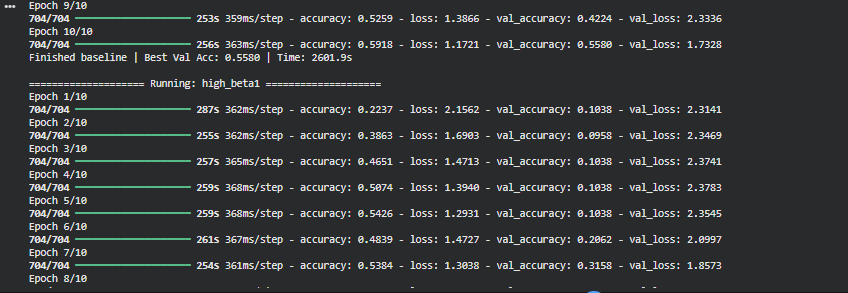 Epoch 9/10
704/704 ━━━━━━━━━━━━━━━━━━━━ 253s 359ms/step - accuracy: 0.5259 - loss: 1.3866 - val_accuracy: 0.4224 - val_loss: 2.3336
Epoch 10/10
704/704 ━━━━━━━━━━━━━━━━━━━━ 256s 363ms/step - accuracy: 0.5918 - loss: 1.1721 - val_accuracy: 0.5580 - val_loss: 1.7328
Finished baseline | Best Val Acc: 0.5580 | Time: 2601.9s
==================== Running: high_beta1 ====================
Epoch 1/10
704/704 ━━━━━━━━━━━━━━━━━━━━ 287s 362ms/step - accuracy: 0.2237 - loss: 2.1562 - val_accuracy: 0.1038 - val_loss: 2.3141
Epoch 2/10
704/704 ━━━━━━━━━━━━━━━━━━━━ 255s 362ms/step - accuracy: 0.3863 - loss: 1.6903 - val_accuracy: 0.0958 - val_loss: 2.3469
Epoch 3/10
704/704 ━━━━━━━━━━━━━━━━━━━━ 257s 365ms/step - accuracy: 0.4651 - loss: 1.4713 - val_accuracy: 0.1038 - val_loss: 2.3741
Epoch 4/10
704/704 ━━━━━━━━━━━━━━━━━━━━ 259s 368ms/step - accuracy: 0.5074 - loss: 1.3940 - val_accuracy: 0.1038 - val_loss: 2.3783
Epoch 5/10
704/704 ━━━━━━━━━━━━━━━━━━━━ 259s 368ms/step - accuracy: 0.5426 - loss: 1.2931 - val_accuracy: 0.1038 - val_loss: 2.3545
Epoch 6/10
704/704 ━━━━━━━━━━━━━━━━━━━━ 261s 367ms/step - accuracy: 0.4839 - loss: 1.4727 - val_accuracy: 0.2062 - val_loss: 2.0997
Epoch 7/10
704/704 ━━━━━━━━━━━━━━━━━━━━ 254s 361ms/step - accuracy: 0.5384 - loss: 1.3038 - val_accuracy: 0.3158 - val_loss: 1.8573
Epoch 8/10